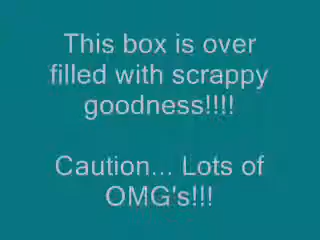 This box is over
filled with scrappy
goodness!!!!
Caution... Lots of
OMG's!!!